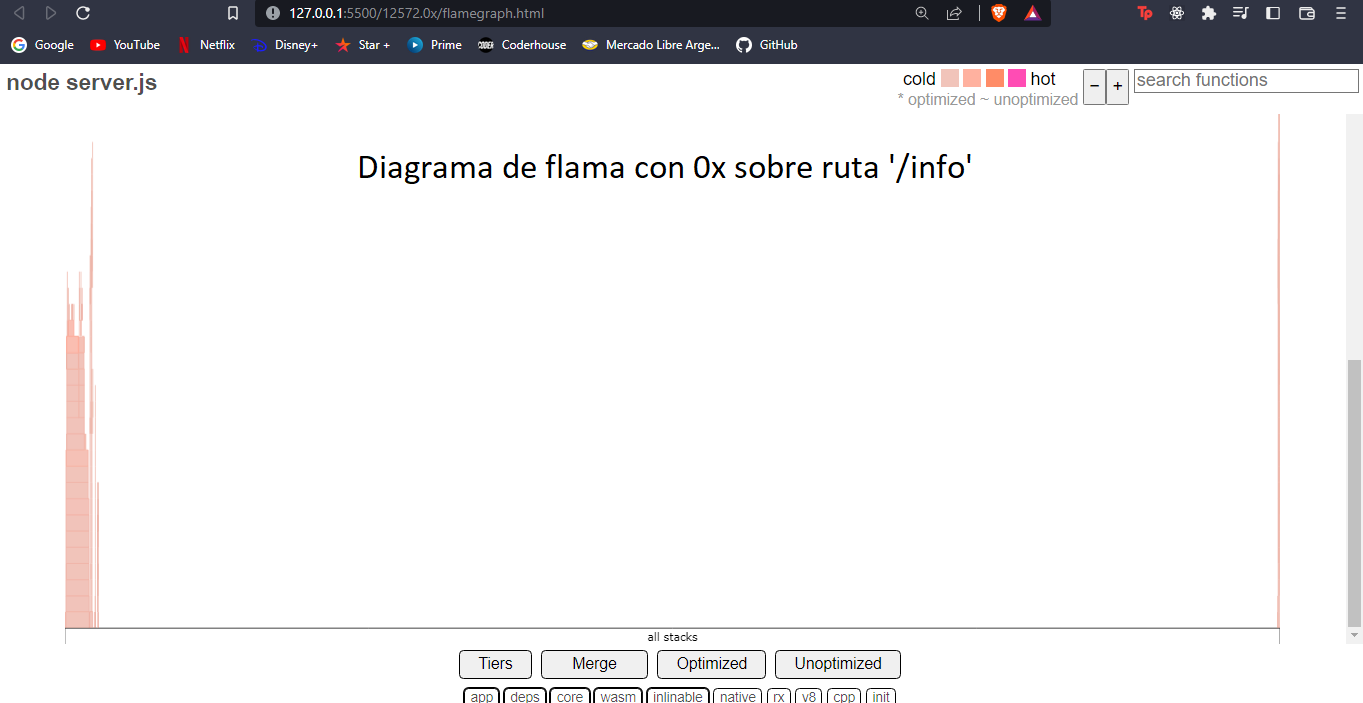 127.0.0.1:5500/12572.0x/flamegraph.html
Tp
Google YouTube Netflix Disney+ Star + Prime Coderhouse Mercado Libre Arge... GitHub
node server.js
cold hot
* optimized ~ unoptimized
− +
search functions
Diagrama de flama con 0x sobre ruta '/info'
all stacks
Tiers Merge Optimized Unoptimized
app deps core wasm inlinable native rx v8 cpp init